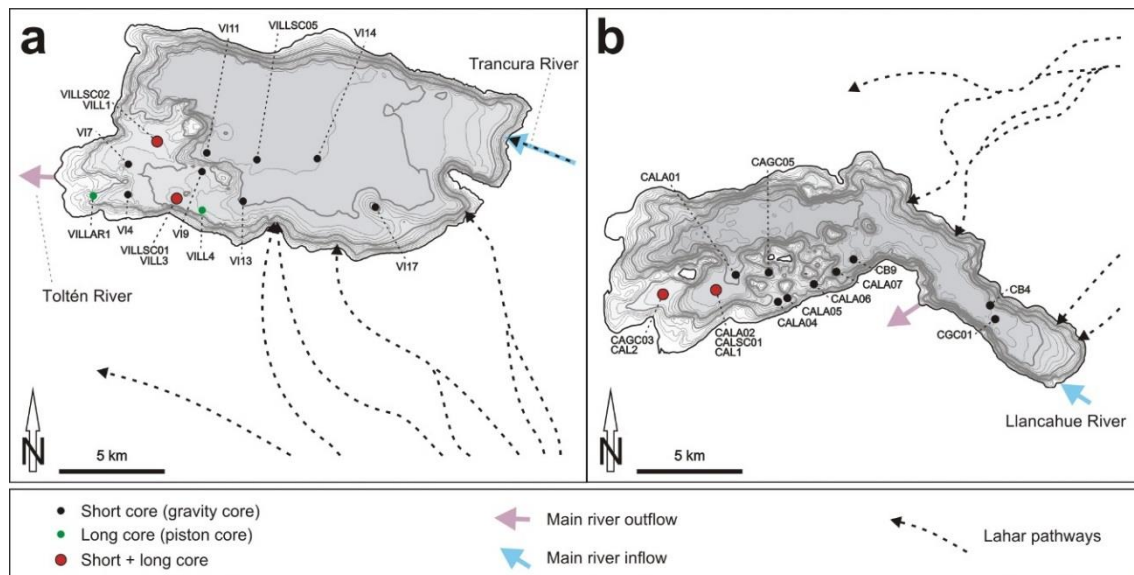 a
VI11
VILLSC05
VI14
Trancura River
VILLSC02
VILL1
VI7
VILLAR1
VI4
VILLSC01
VILL3
VI9
VILL4
VI13
VI17
Toltén River
N
5 km
b
CALA01
CAGC05
CB9
CALA07
CALA06
CALA05
CALA04
CB4
CGC01
CAGC03
CAL2
CALA02
CALSC01
CAL1
Llancahue River
N
5 km
Short core (gravity core)
Long core (piston core)
Short + long core
Main river outflow
Main river inflow
Lahar pathways